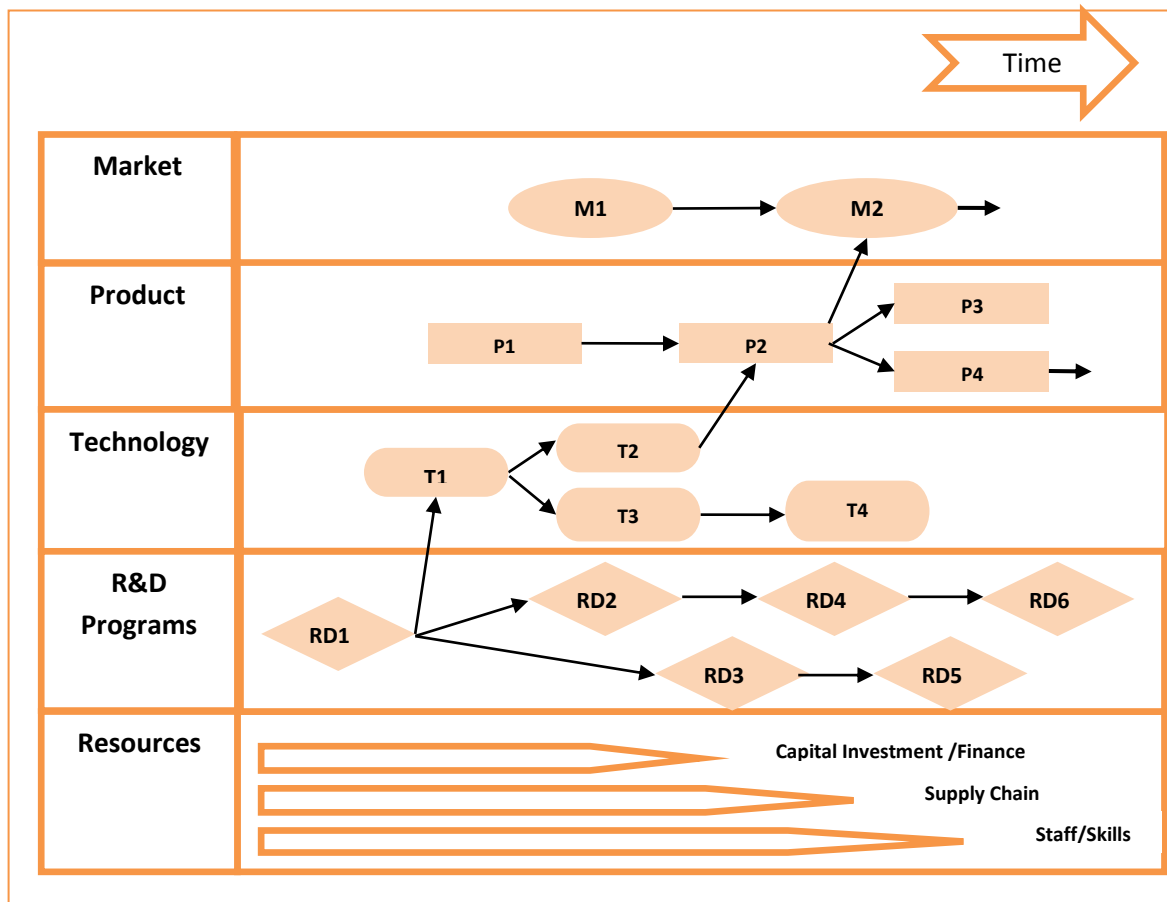 Time
Market
M1
M2
Product
P1
P2
P3
P4
Technology
T1
T2
T3
T4
R&D
Programs
RD1
RD2
RD4
RD6
RD3
RD5
Resources
Capital Investment /Finance
Supply Chain
Staff/Skills